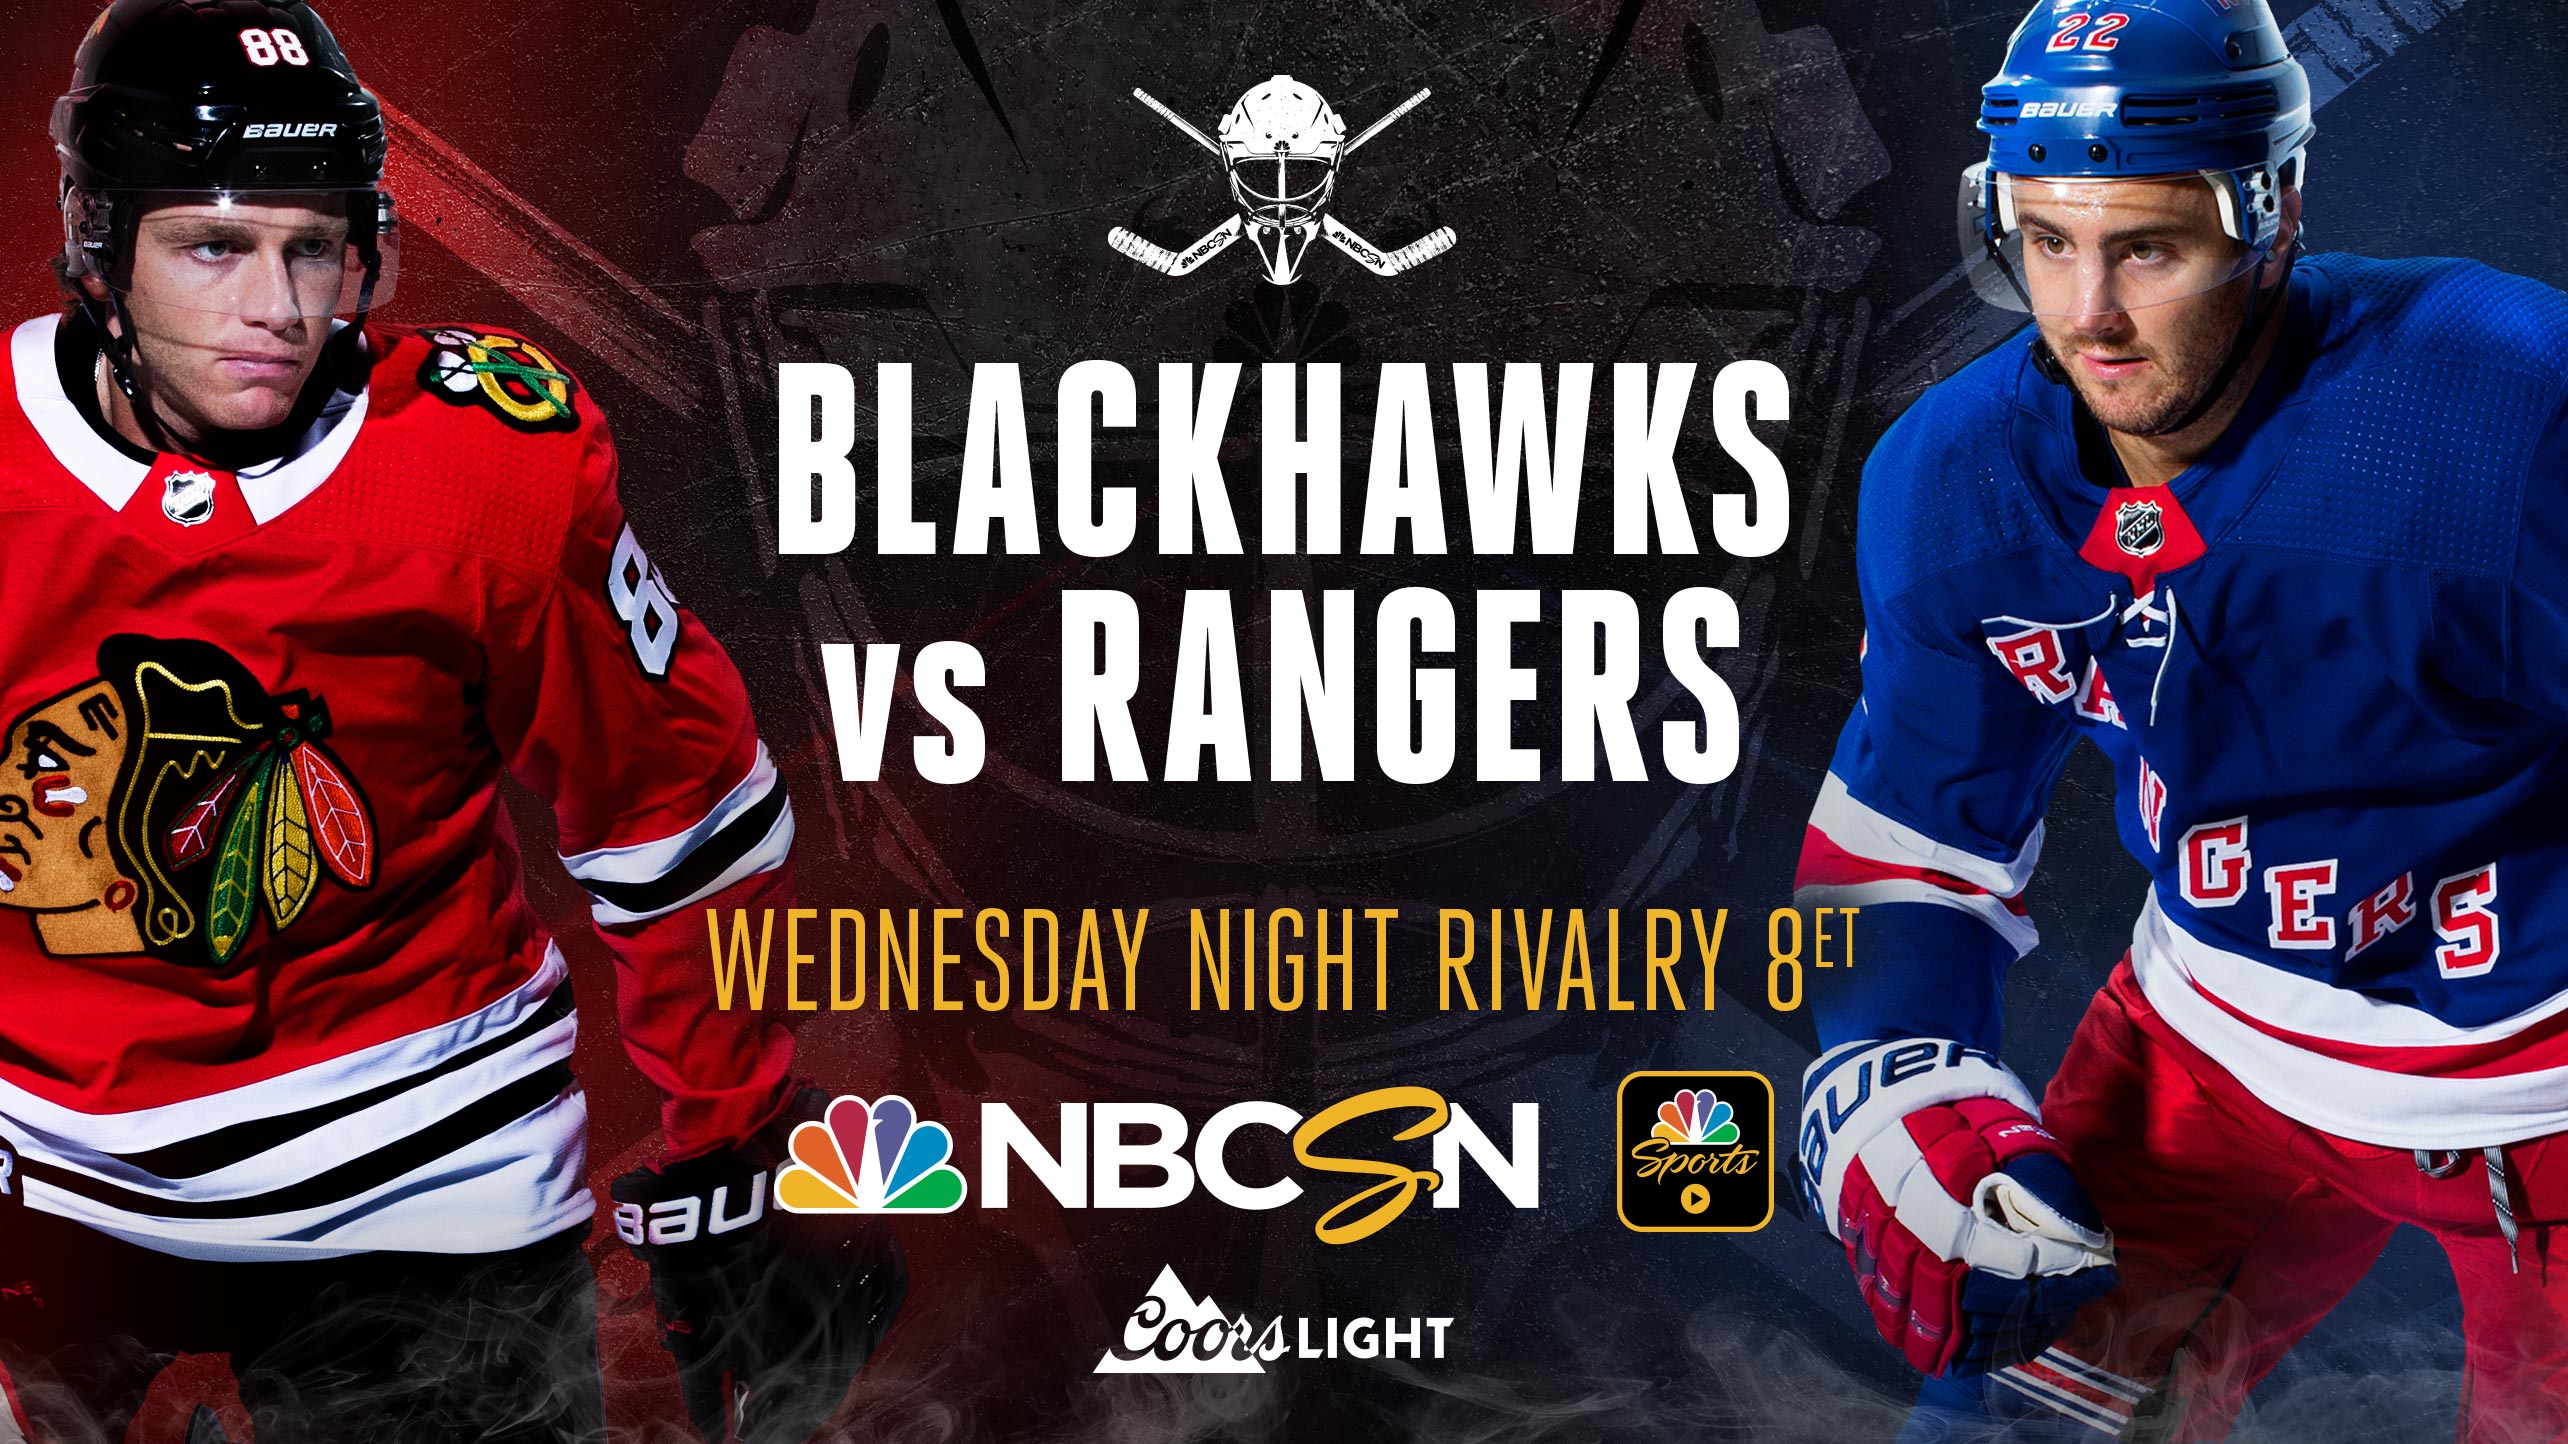 88
BAUER
22
BAUER
NBCSN
NBCSN
BLACKHAWKS
vs RANGERS
RANGERS
WEDNESDAY NIGHT RIVALRY 8ET
NBCSN
Sports
BAUER
BAU
Coors LIGHT